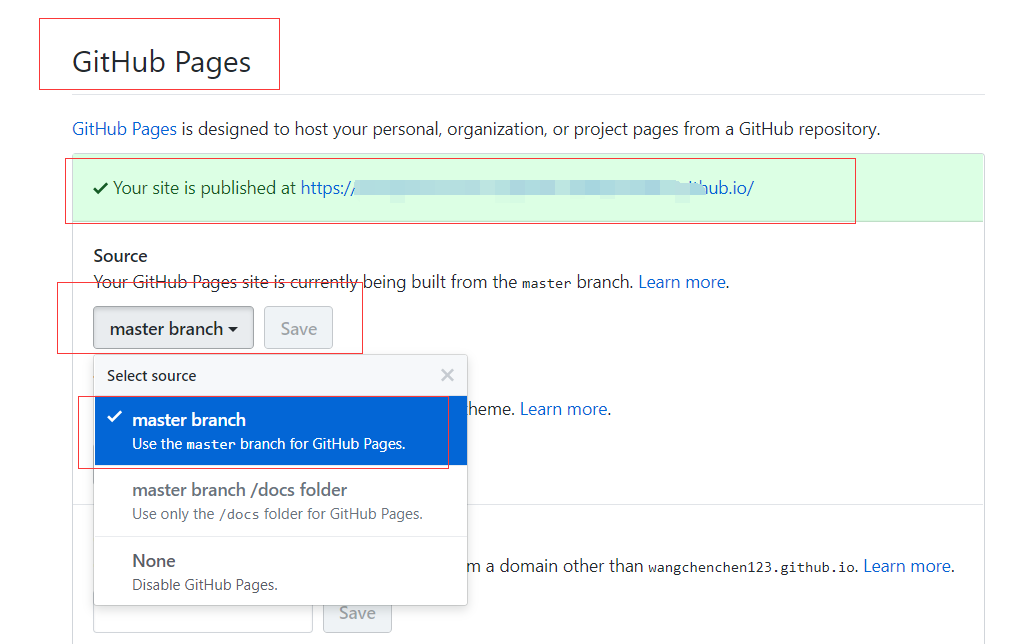 GitHub Pages
GitHub Pages is designed to host your personal, organization, or project pages from a GitHub repository.
Your site is published at https:// github.io/
Source
Your GitHub Pages site is currently being built from the master branch. Learn more.
master branch Save
Select source
master branch
heme. Learn more.
Use the master branch for GitHub Pages.
master branch /docs folder
Use only the /docs folder for GitHub Pages.
None
m a domain other than wangchenchen123.github.io. Learn more.
Disable GitHub Pages.
Save